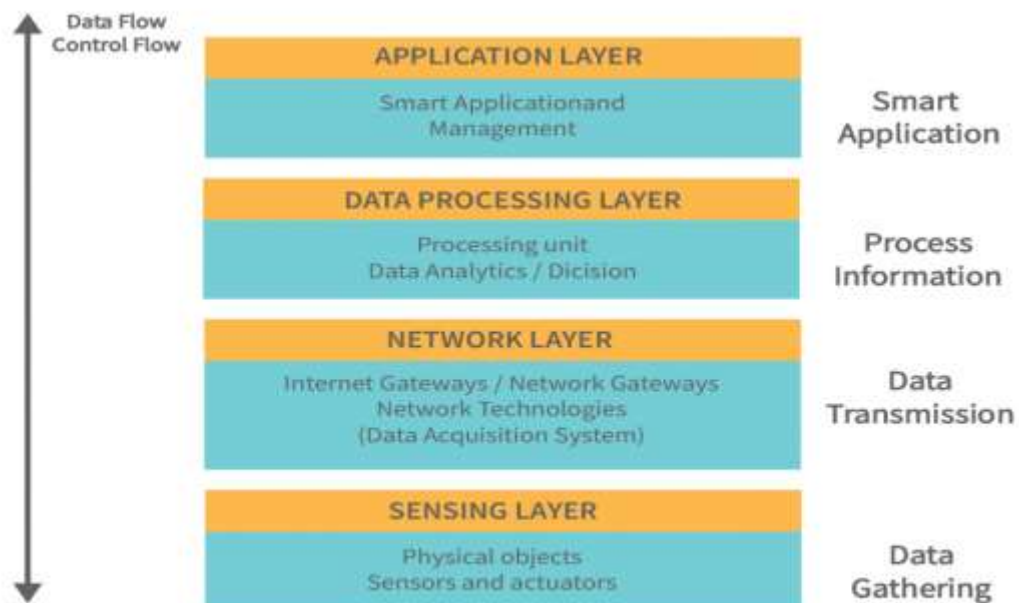 Data Flow
Control Flow
APPLICATION LAYER
Smart Applicationand
Management
Smart
Application
DATA PROCESSING LAYER
Processing unit
Data Analytics / Dicision
Process
Information
NETWORK LAYER
Internet Gateways / Network Gateways
Network Technologies
(Data Acquisition System)
Data
Transmission
SENSING LAYER
Physical objects
Sensors and actuators
Data
Gathering